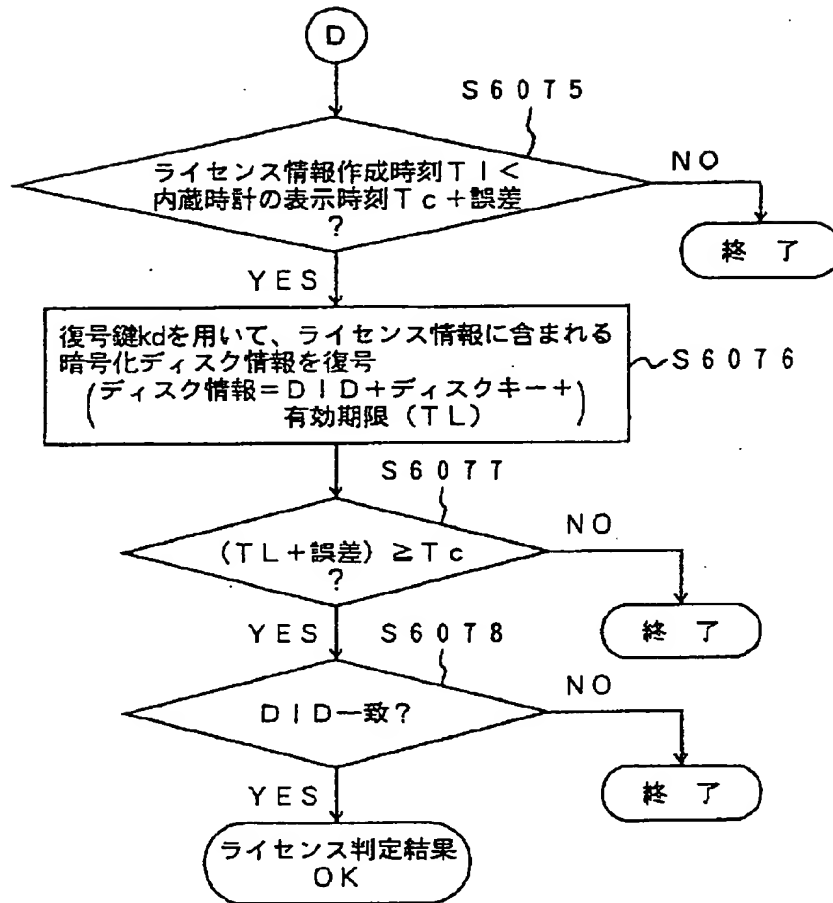 D
S6075
ライセンス情報作成時刻Tl<
内蔵時計の表示時刻Tc+誤差
?
NO
終了
YES
復号鍵kdを用いて、ライセンス情報に含まれる
暗号化ディスク情報を復号
(ディスク情報=DID+ディスクキー+
有効期限(TL))
S6076
S6077
(TL+誤差)≧Tc
?
NO
終了
YES
S6078
DID一致?
NO
終了
YES
ライセンス判定結果
OK